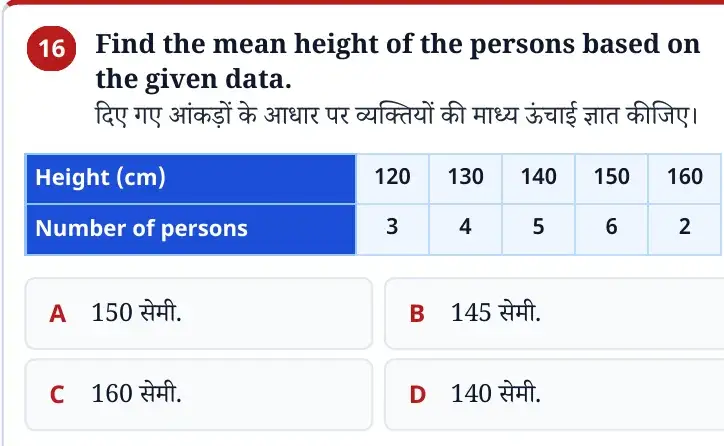 16 Find the mean height of the persons based on
the given data.
दिए गए आंकड़ों के आधार पर व्यक्तियों की माध्य ऊंचाई ज्ञात कीजिए।
Height (cm) 120 130 140 150 160
Number of persons 3 4 5 6 2
A 150 सेमी. B 145 सेमी.
C 160 सेमी. D 140 सेमी.